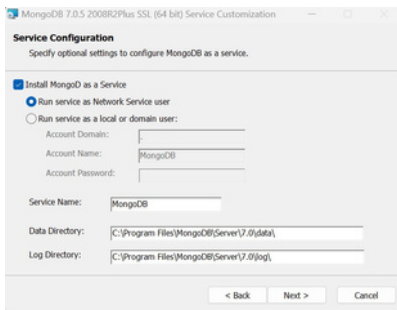 MongoDB 7.0.5 2008R2Plus SSL (64 bit) Service Customization
Service Configuration
Specify optional settings to configure MongoDB as a service.
Install MongoD as a Service
Run service as Network Service user
Run service as a local or domain user:
Account Domain: .
Account Name: MongoDB
Account Password:
Service Name: MongoDB
Data Directory: C:\Program Files\MongoDB\Server\7.0\data\
Log Directory: C:\Program Files\MongoDB\Server\7.0\log\
< Back Next > Cancel